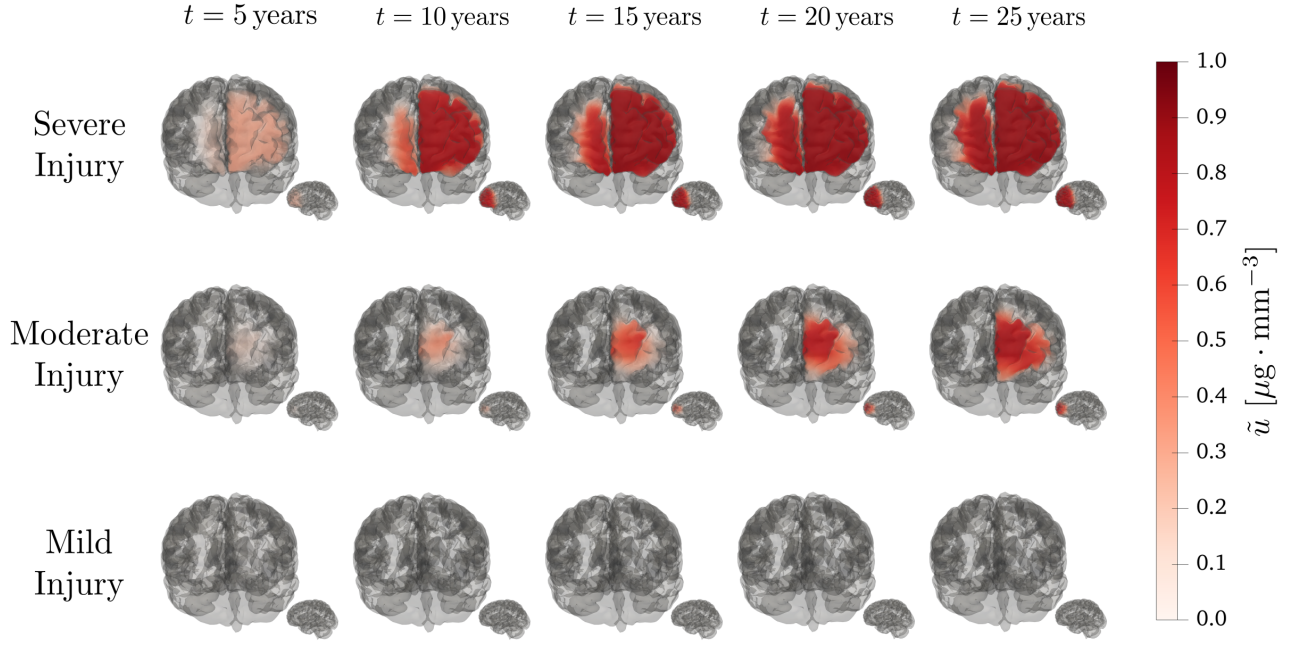 t = 5 years
t = 10 years
t = 15 years
t = 20 years
t = 25 years
Severe
Injury
Moderate
Injury
Mild
Injury
1.0
0.9
0.8
0.7
0.6
0.5
0.4
0.3
0.2
0.1
0.0
ũ [µg · mm⁻³]